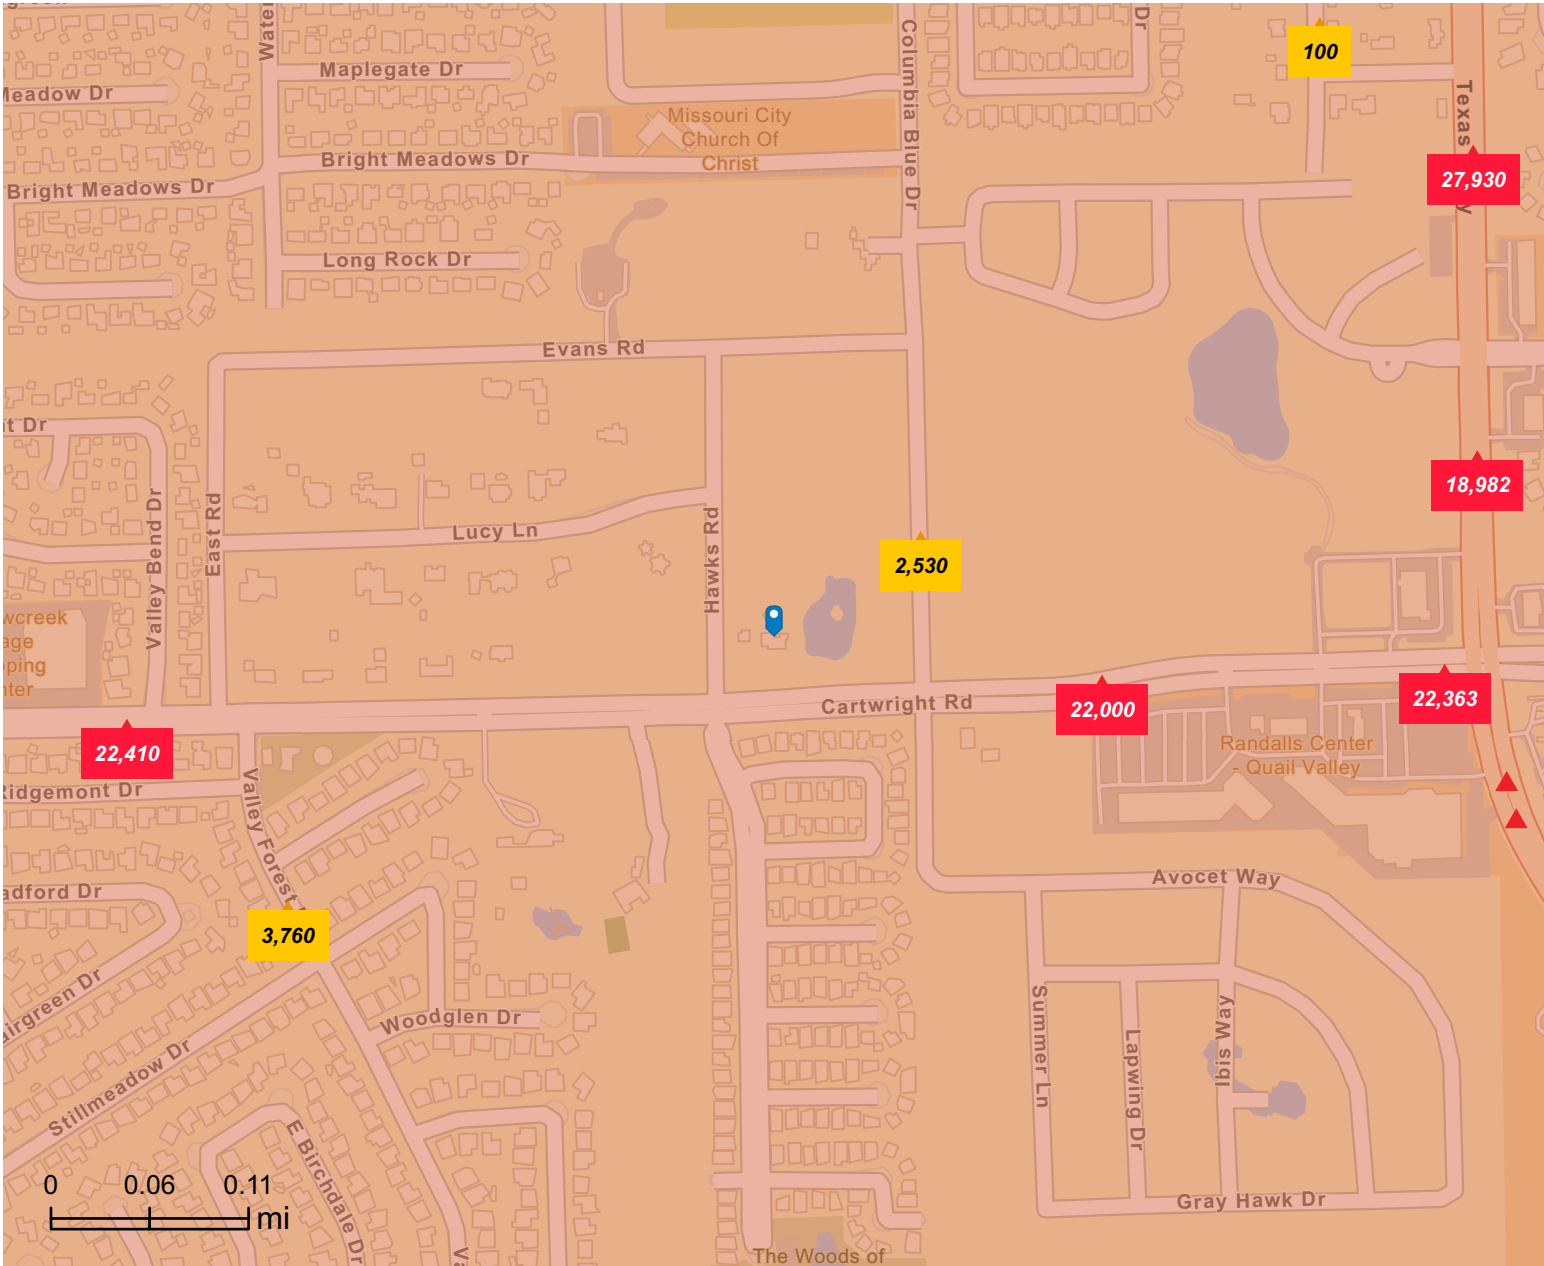 Maplegate Dr
Meadow Dr
Columbia Blue Dr
Dr
100
Texas
Missouri City
Church Of
Christ
Bright Meadows Dr
Bright Meadows Dr
27,930
Long Rock Dr
Evans Rd
nt Dr
18,982
Valley Bend Dr
East Rd
Lucy Ln
Hawks Rd
2,530
wcreek
age
ping
nter
22,410
Cartwright Rd
22,000
22,363
Randalls Center
- Quail Valley
Ridgemont Dr
Valley Forest
adford Dr
3,760
Avocet Way
airgreen Dr
Woodglen Dr
Stillmeadow Dr
Summer Ln
Lapwing Dr
Ibis Way
E Birchdale Dr
Gray Hawk Dr
0 0.06 0.11
mi
The Woods of